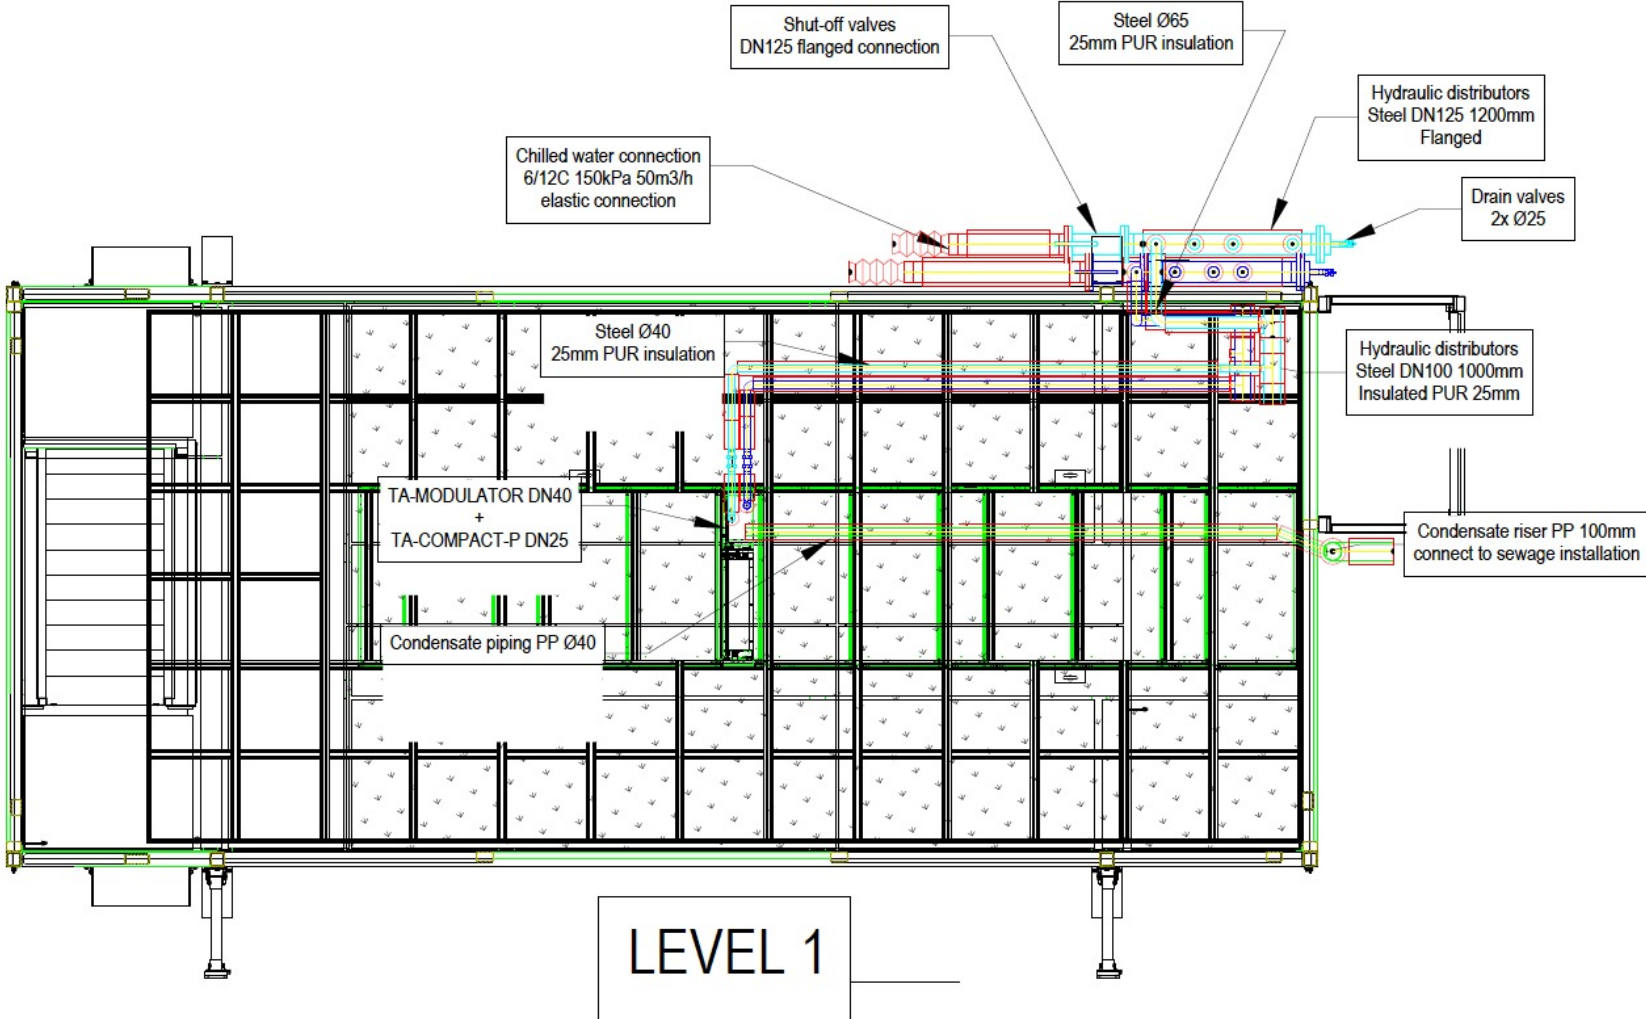 Shut-off valves
DN125 flanged connection
Steel Ø65
25mm PUR insulation
Hydraulic distributors
Steel DN125 1200mm
Flanged
Chilled water connection
6/12C 150kPa 50m3/h
elastic connection
Drain valves
2x Ø25
Steel Ø40
25mm PUR insulation
Hydraulic distributors
Steel DN100 1000mm
Insulated PUR 25mm
TA-MODULATOR DN40
+
TA-COMPACT-P DN25
Condensate riser PP 100mm
connect to sewage installation
Condensate piping PP Ø40
LEVEL 1